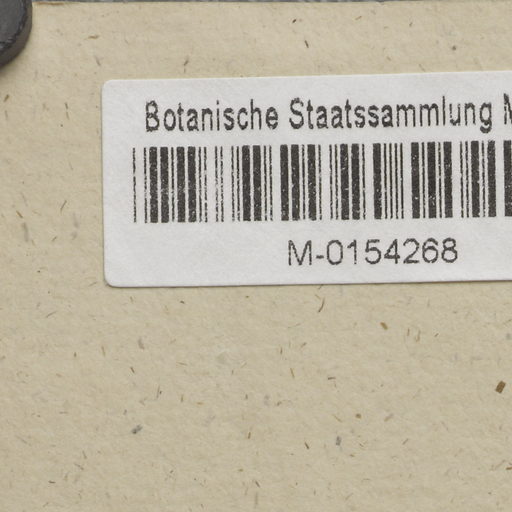 Botanische Staatssammlung M
M-0154268